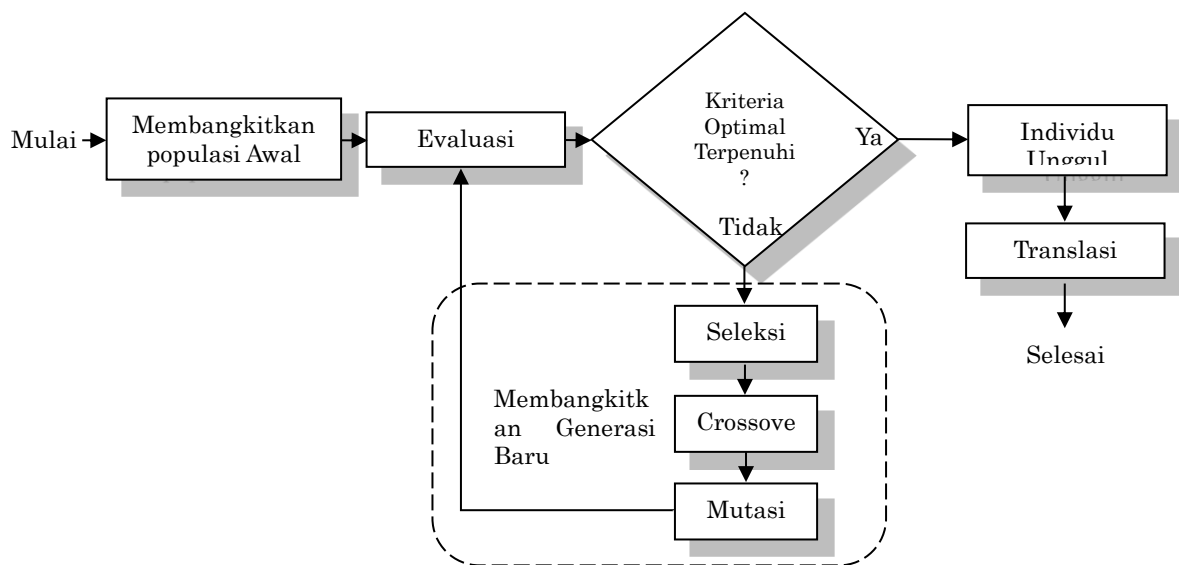 Mulai
Membangkitkan
populasi Awal
Evaluasi
Kriteria
Optimal
Terpenuhi
?
Ya
Tidak
Individu
Unggul
Translasi
Selesai
Seleksi
Membangkitk
an Generasi
Baru
Crossove
Mutasi